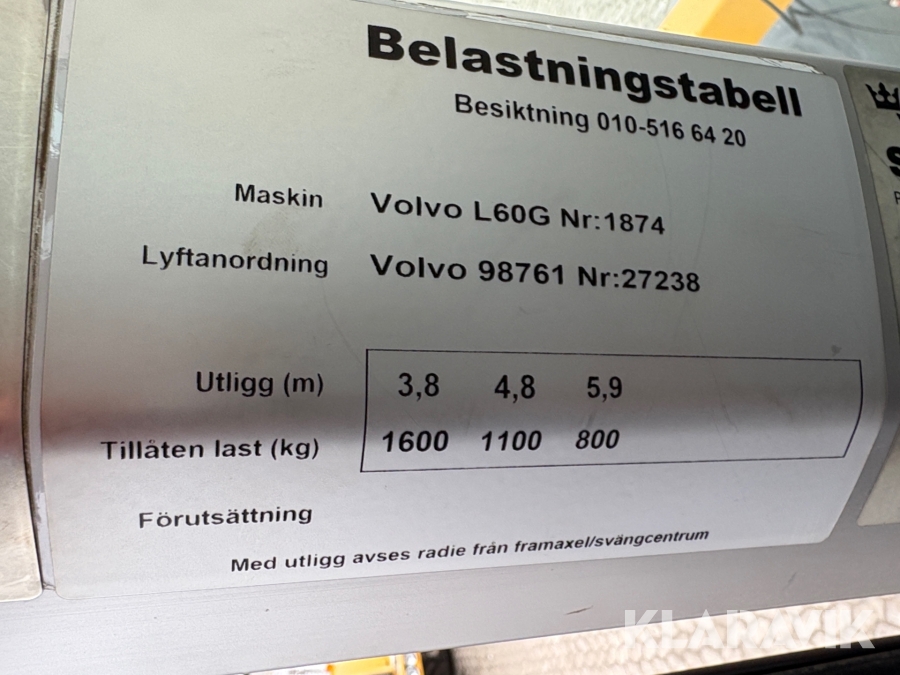 Belastningstabell
Besiktning 010-516 64 20
Maskin Volvo L60G Nr:1874
Lyftanordning Volvo 98761 Nr:27238
Utligg (m) 3,8 4,8 5,9
Tillåten last (kg) 1600 1100 800
Förutsättning
Med utligg avses radie från framaxel/svängcentrum
KLARAVIK